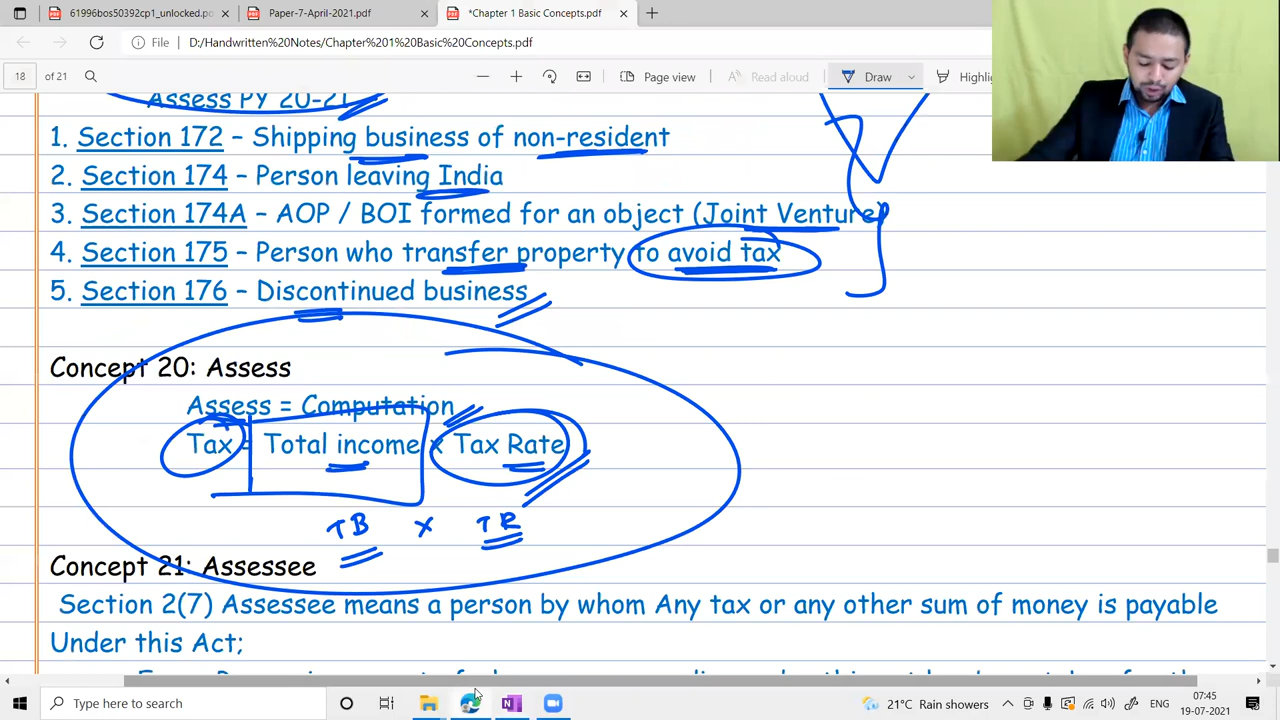 61996bos50392cp1_unlocked.po
Paper-7-April-2021.pdf
*Chapter 1 Basic Concepts.pdf
File
D:/Handwritten%20Notes/Chapter%201%20Basic%20Concepts.pdf
18 of 21
Page view
Read aloud
Draw
Highli
Assess PY 20-21
1. Section 172 – Shipping business of non-resident
2. Section 174 – Person leaving India
3. Section 174A – AOP / BOI formed for an object (Joint Venture)
4. Section 175 – Person who transfer property to avoid tax
5. Section 176 – Discontinued business
Concept 20: Assess
Assess = Computation
Tax = Total income x Tax Rate
TB x TR
Concept 21: Assessee
Section 2(7) Assessee means a person by whom Any tax or any other sum of money is payable
Under this Act;
Type here to search
21°C Rain showers
ENG
07:45
19-07-2021